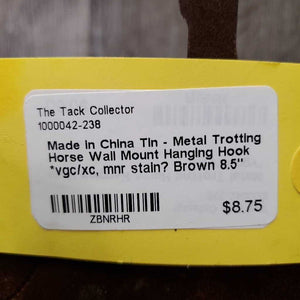 The Tack Collector
1000042-238
Made in China Tin - Metal Trotting
Horse Wall Mount Hanging Hook
*vgc/xc, mnr stain? Brown 8.5"
ZBNRHR
$8.75